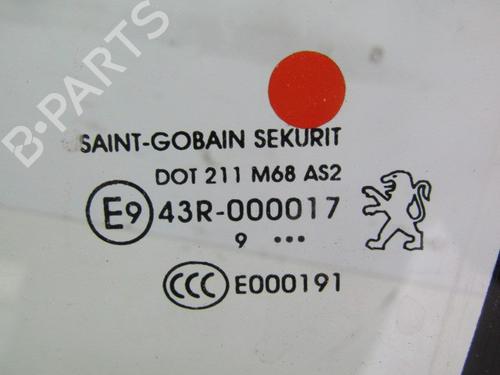 B-PARTS
SAINT-GOBAIN SEKURIT
DOT 211 M68 AS2
E9 43R-000017
9 ...
CCC E000191